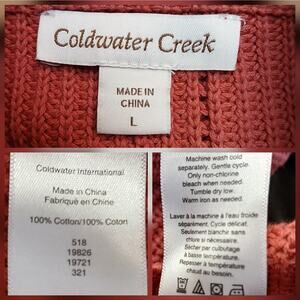 Coldwater Creek
MADE IN
CHINA
L
Coldwater International
Made in China
Fabriqué en Chine
100% Cotton/100% Coton
518
19826
19721
321
Machine wash cold
separately. Gentle cycle.
Only non-chlorine
bleach when needed.
Tumble dry low.
Warm iron as needed.
Laver à la machine à l'eau froide
séparément. Cycle délicat.
Seulement blanchir sans
chlore si nécessaire.
Sécher par culbutage
à basse température.
Repasser à température
chaud au besoin.